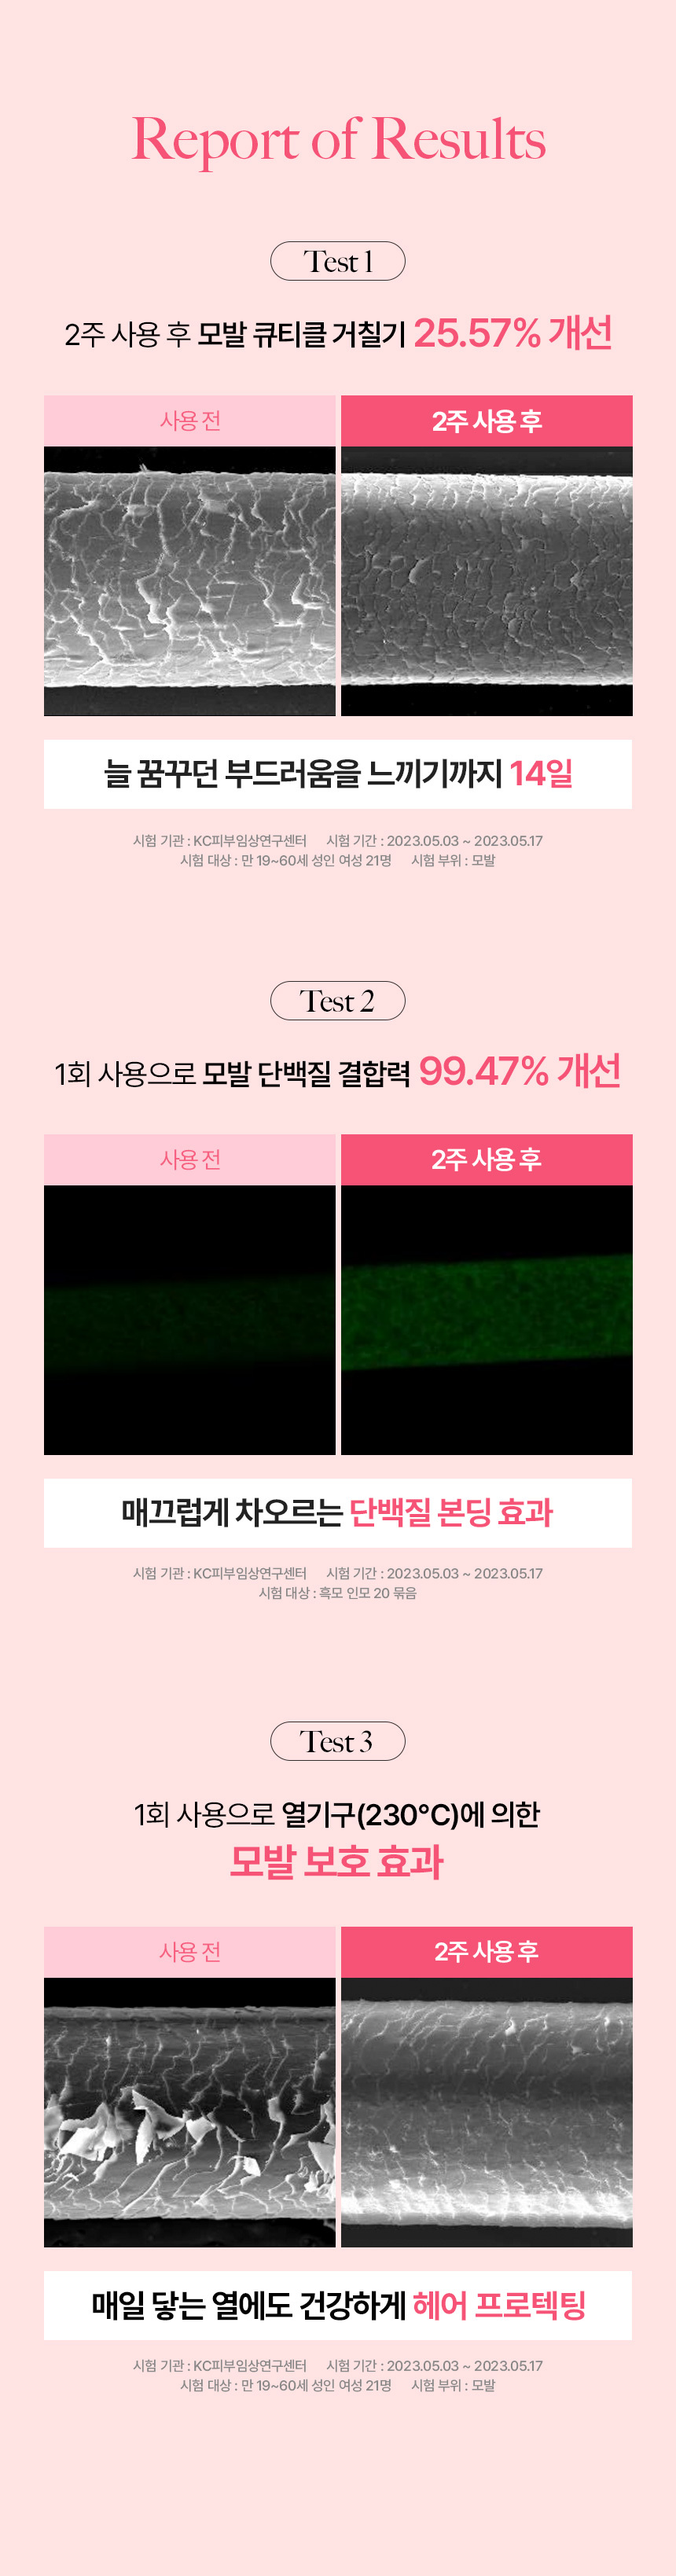 Report of Results
Test 1
2주 사용 후 모발 큐티클 거칠기 25.57% 개선
사용 전
2주 사용 후
늘 꿈꾸던 부드러움을 느끼기까지 14일
시험 기관 : KC피부임상연구센터 시험 기간 : 2023.05.03 ~ 2023.05.17
시험 대상 : 만 19~60세 성인 여성 21명 시험 부위 : 모발
Test 2
1회 사용으로 모발 단백질 결합력 99.47% 개선
사용 전
2주 사용 후
매끄럽게 차오르는 단백질 본딩 효과
시험 기관 : KC피부임상연구센터 시험 기간 : 2023.05.03 ~ 2023.05.17
시험 대상 : 흑모 인모 20 묶음
Test 3
1회 사용으로 열기구(230°C)에 의한
모발 보호 효과
사용 전
2주 사용 후
매일 닿는 열에도 건강하게 헤어 프로텍팅
시험 기관 : KC피부임상연구센터 시험 기간 : 2023.05.03 ~ 2023.05.17
시험 대상 : 만 19~60세 성인 여성 21명 시험 부위 : 모발